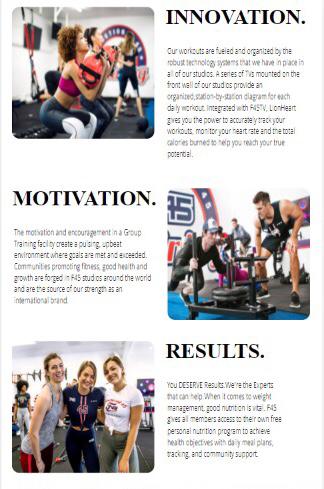 INNOVATION.
Our workouts are fueled and organized by the
robust technology systems that we have in place in
all of our studios. A series of TVs mounted on the
front wall of our studios provide an
organized,station-by-station diagram for each
daily workout. Integrated with F45TV, LionHeart
gives you the power to accurately track your
workouts, monitor your heart rate and the total
calories burned to help you reach your true
potential.
MOTIVATION.
The motivation and encouragement in a Group
Training facility create a pulsing, upbeat
environment where goals are met and exceeded.
Communities promoting fitness, good health and
growth are forged in F45 studios around the world
and are the source of our strength as an
international brand.
RESULTS.
You DESERVE Results.We're the Experts
that can help.When it comes to weight
management, good nutrition is vital. F45
gives all members access to their own free
personal nutrition program to achieve
health objectives with daily meal plans,
tracking, and community support.
45